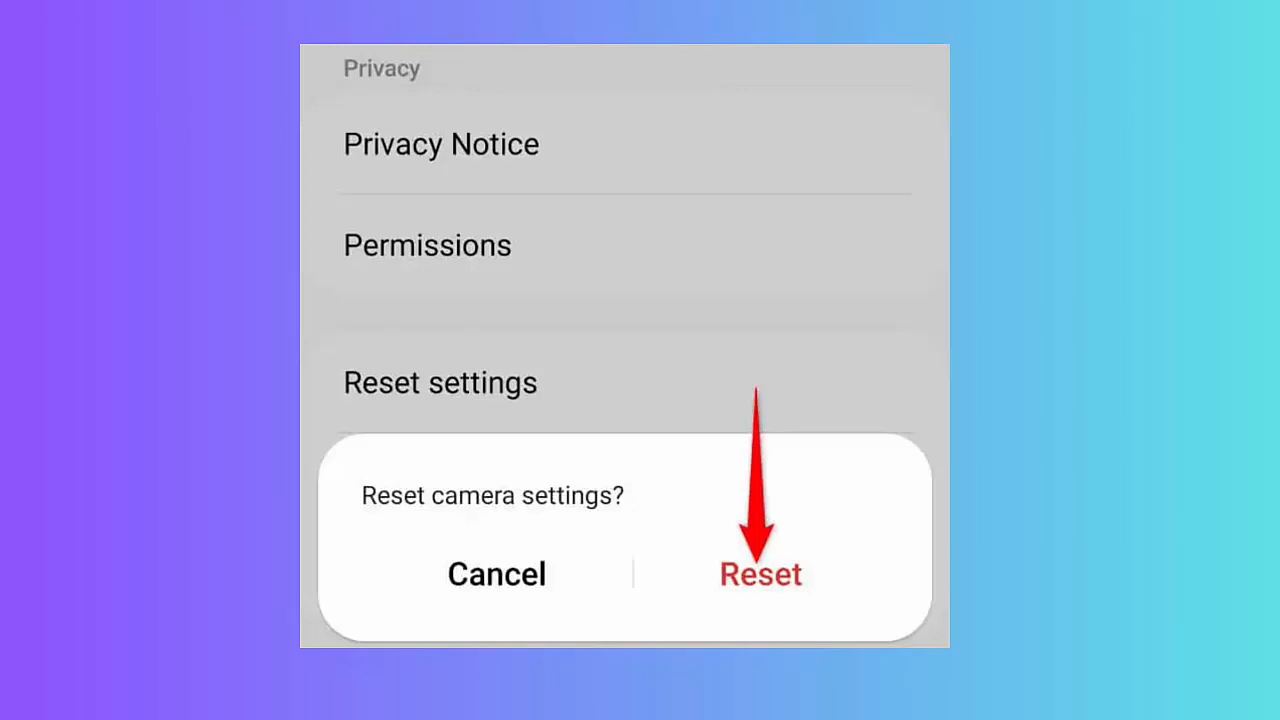 Privacy
Privacy Notice
Permissions
Reset settings
Reset camera settings?
Cancel
Reset